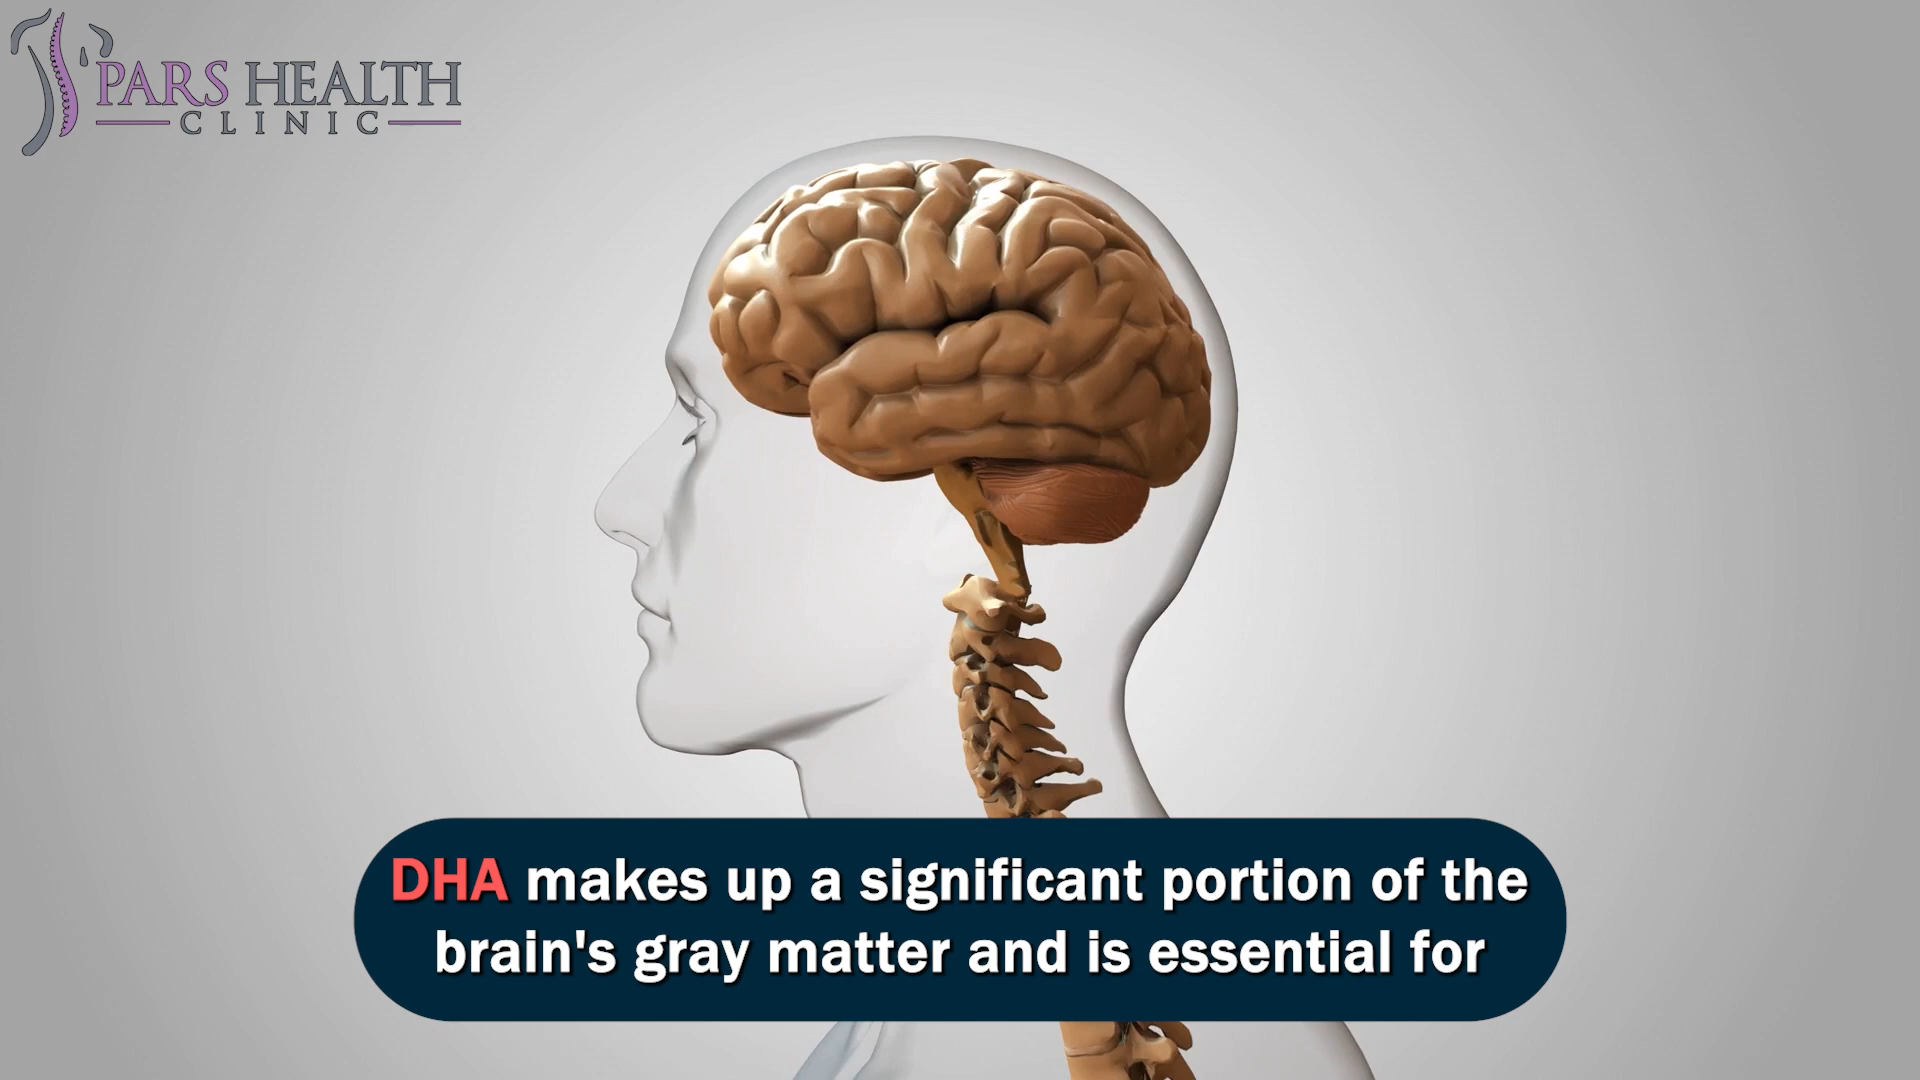 PARS HEALTH
CLINIC
DHA makes up a significant portion of the
brain's gray matter and is essential for